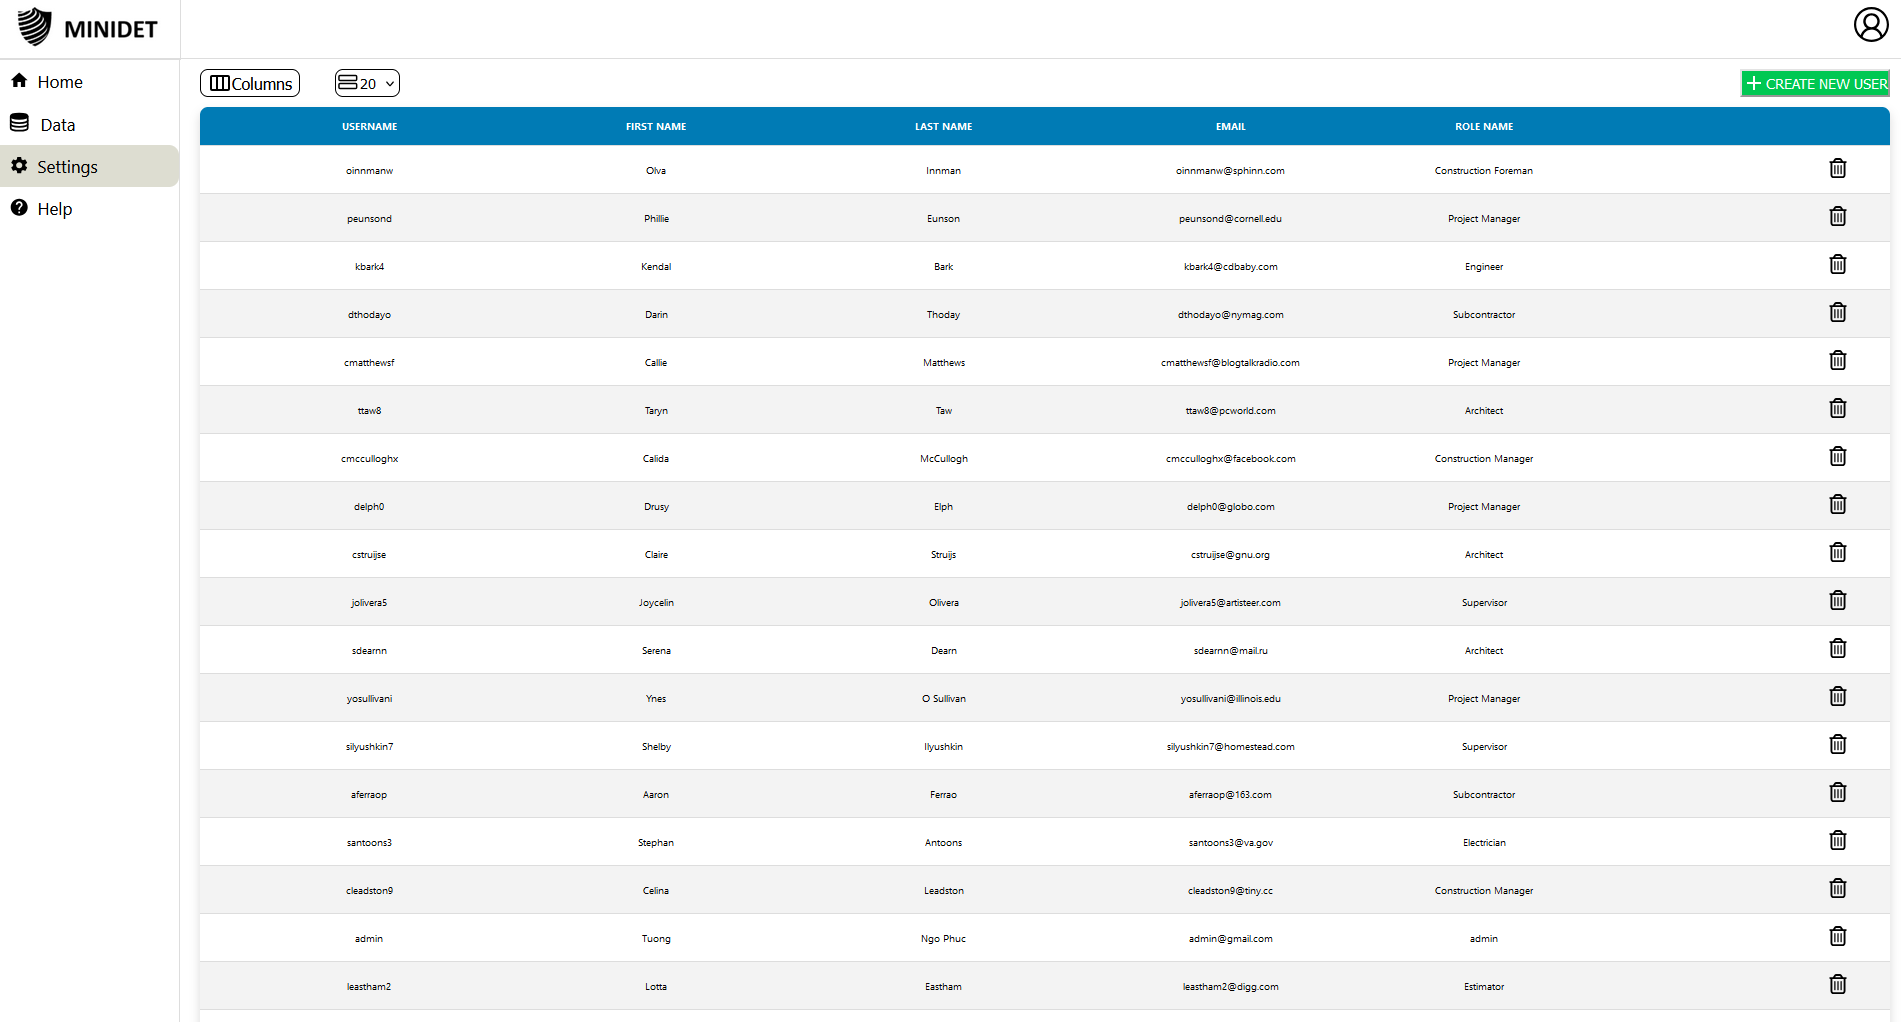 MINIDET
Home
Data
Settings
Help
Columns 20 CREATE NEW USER
USERNAME FIRST NAME LAST NAME EMAIL ROLE NAME
oinnmanw Olva Innman oinnmanw@sphinn.com Construction Foreman
peunsond Phillie Eunson peunsond@cornell.edu Project Manager
kbark4 Kendal Bark kbark4@cdbaby.com Engineer
dthodayo Darin Thoday dthodayo@nymag.com Subcontractor
cmatthewsf Callie Matthews cmatthewsf@blogtalkradio.com Project Manager
ttaw8 Taryn Taw ttaw8@pcworld.com Architect
cmcculloghx Calida McCullogh cmcculloghx@facebook.com Construction Manager
delph0 Drusy Elph delph0@globo.com Project Manager
cstruijse Claire Struijs cstruijse@gnu.org Architect
jolivera5 Joycelin Olivera jolivera5@artisteer.com Supervisor
sdearnn Serena Dearn sdearnn@mail.ru Architect
yosullivani Ynes O Sullivan yosullivani@illinois.edu Project Manager
silyushkin7 Shelby Ilyushkin silyushkin7@homestead.com Supervisor
aferraop Aaron Ferrao aferraop@163.com Subcontractor
santoons3 Stephan Antoons santoons3@va.gov Electrician
cleadston9 Celina Leadston cleadston9@tiny.cc Construction Manager
admin Tuong Ngo Phuc admin@gmail.com admin
leastham2 Lotta Eastham leastham2@digg.com Estimator